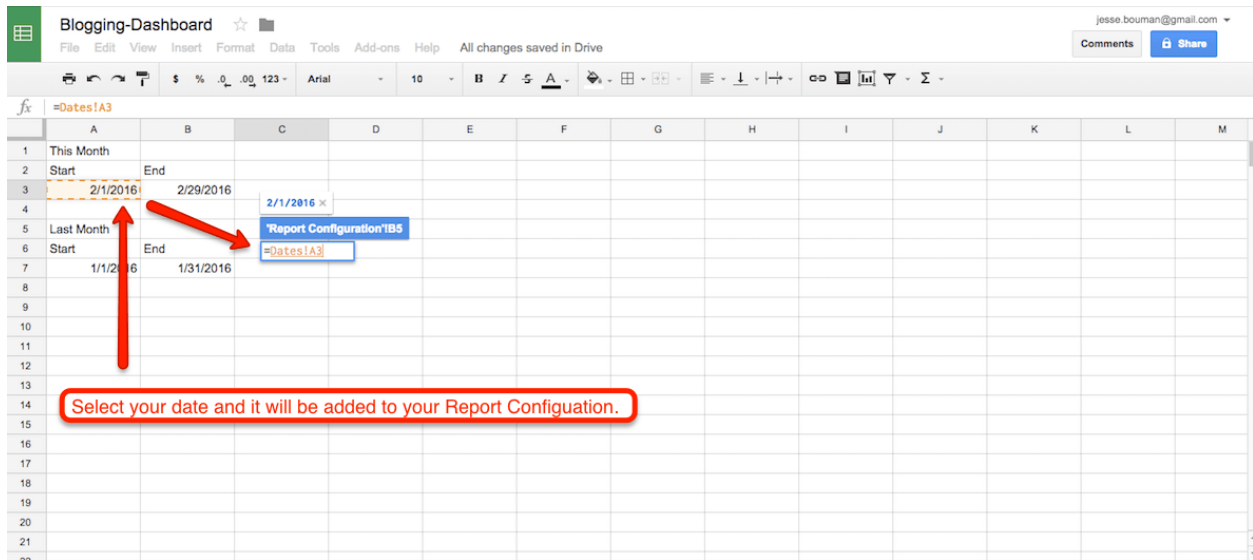 Blogging-Dashboard
jesse.bouman@gmail.com
File Edit View Insert Format Data Tools Add-ons Help All changes saved in Drive
Comments Share
$ % .0 .00 123 Arial 10 B I S A Σ
fx =Dates!A3
A B C D E F G H I J K L M
1 This Month
2 Start End
3 2/1/2016 2/29/2016
2/1/2016 ×
4
5 Last Month
'Report Configuration'!B5
6 Start End
=Dates!A3
7 1/1/2016 1/31/2016
8
9
10
11
12
13
14
Select your date and it will be added to your Report Configuation.
15
16
17
18
19
20
21